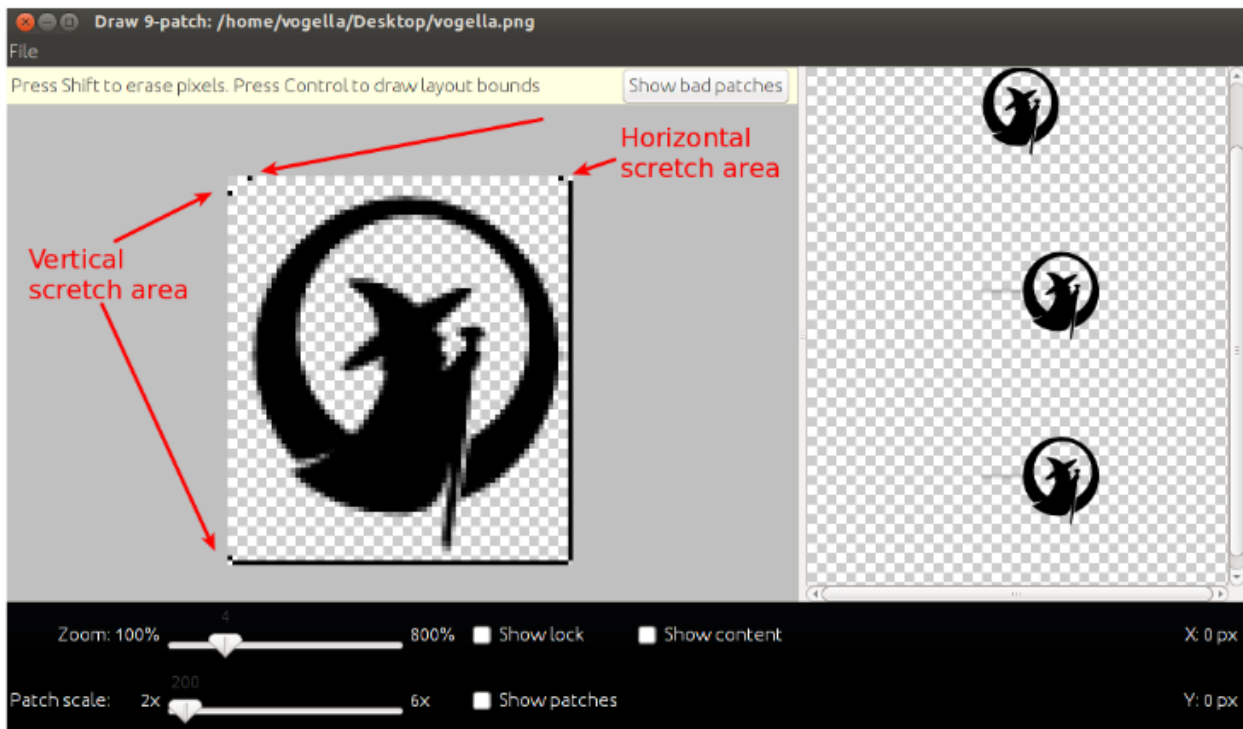 Draw 9-patch: /home/vogella/Desktop/vogella.png
File
Press Shift to erase pixels. Press Control to draw layout bounds
Show bad patches
Horizontal
scretch area
Vertical
scretch area
4
Zoom: 100%
800%
Show lock
Show content
X: 0 px
200
Patch scale:
2x
6x
Show patches
Y: 0 px